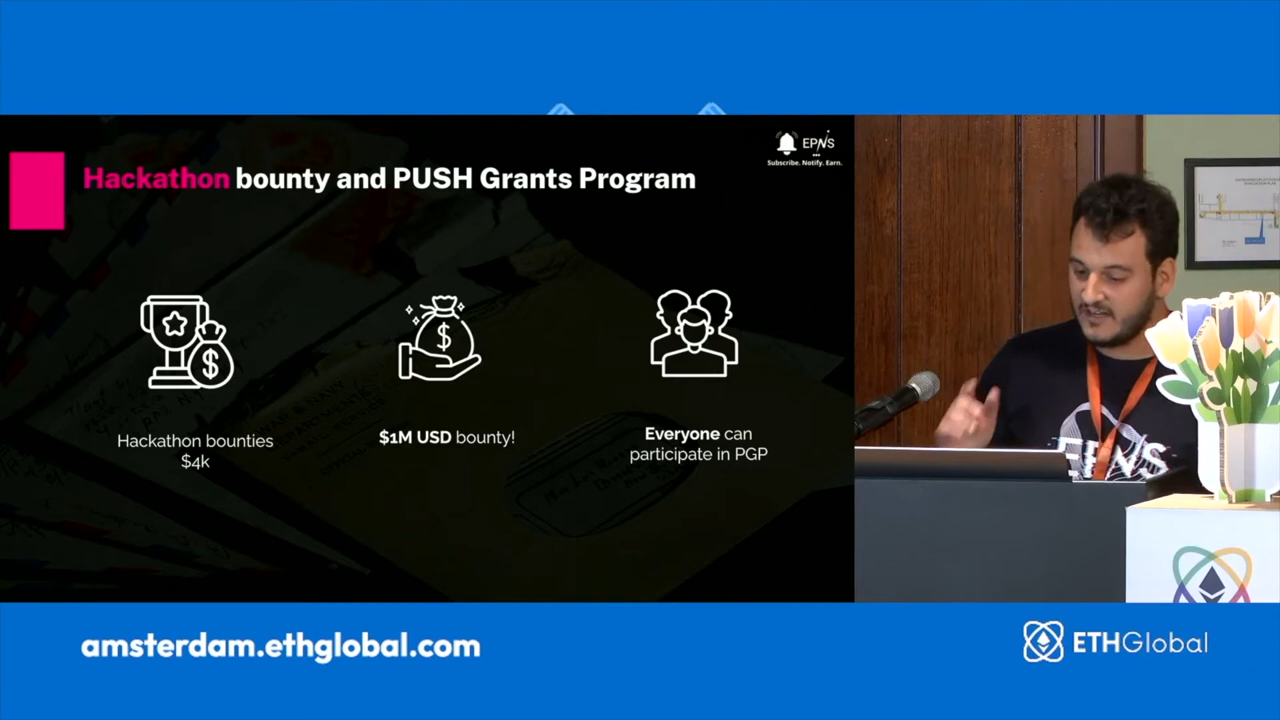 EPNS
Subscribe. Notify. Earn.
Hackathon bounty and PUSH Grants Program
Hackathon bounties
$4k
$1M USD bounty!
Everyone can
participate in PGP
EPNS
amsterdam.ethglobal.com
ETHGlobal